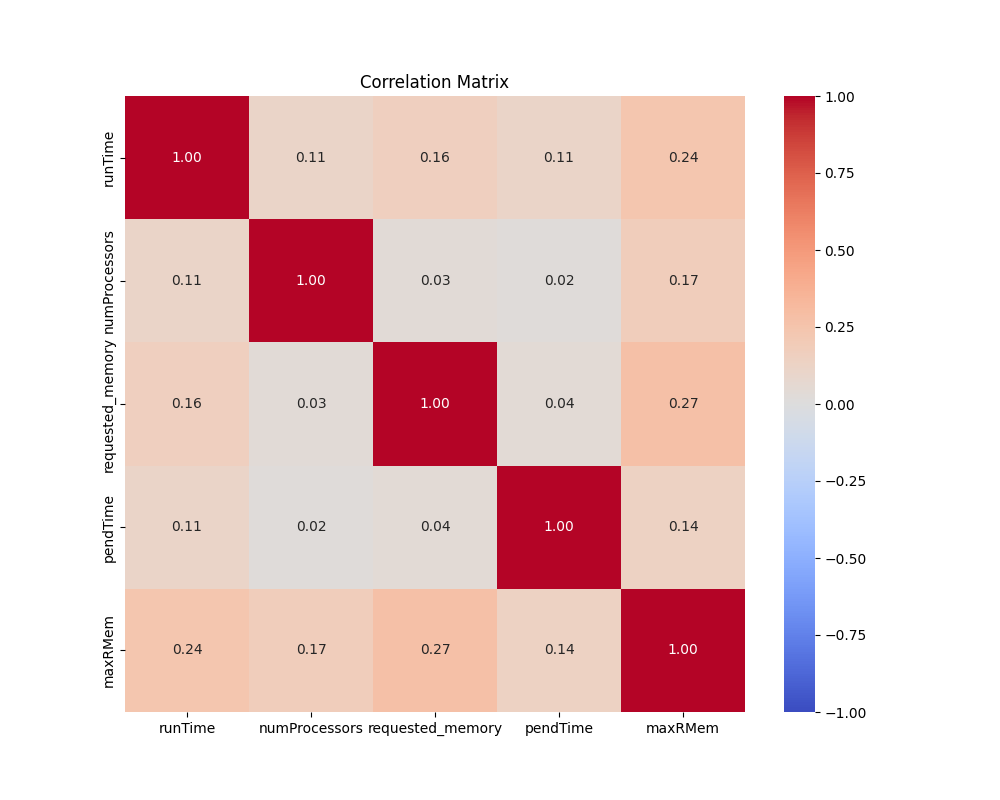 Correlation Matrix
runTime 1.00 0.11 0.16 0.11 0.24
numProcessors 0.11 1.00 0.03 0.02 0.17
requested_memory 0.16 0.03 1.00 0.04 0.27
pendTime 0.11 0.02 0.04 1.00 0.14
maxRMem 0.24 0.17 0.27 0.14 1.00
runTime numProcessors requested_memory pendTime maxRMem
1.00
0.75
0.50
0.25
0.00
−0.25
−0.50
−0.75
−1.00